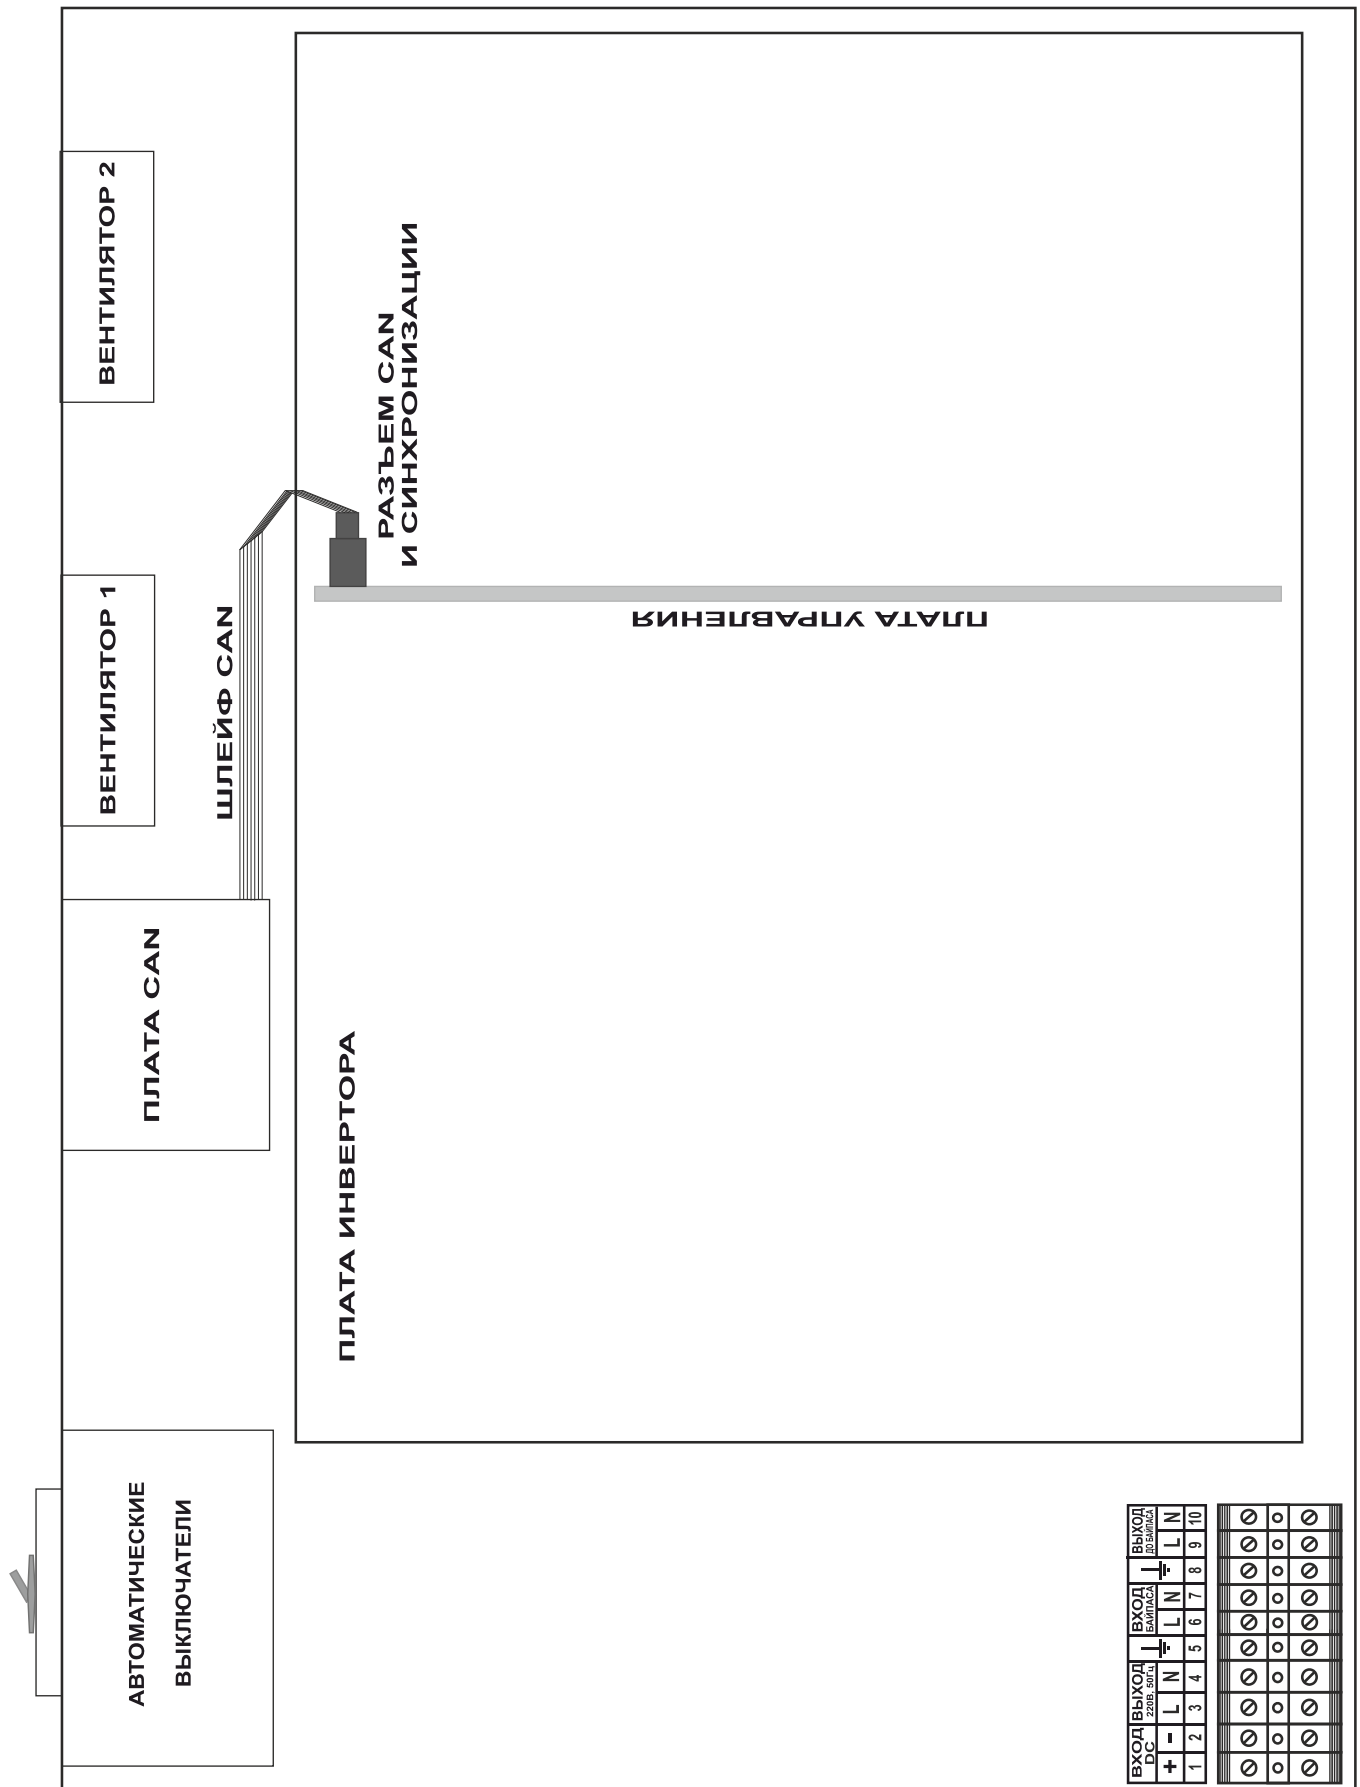 ВЕНТИЛЯТОР 2
РАЗЪЕМ CAN
И СИНХРОНИЗАЦИИ
ВЕНТИЛЯТОР 1
ШЛЕЙФ CAN
ПЛАТА УПРАВЛЕНИЯ
ПЛАТА CAN
ПЛАТА ИНВЕРТОРА
АВТОМАТИЧЕСКИЕ
ВЫКЛЮЧАТЕЛИ
ВХОД
DC
ВЫХОД
220В, 50Гц
ВХОД
БАЙПАСА
ВЫХОД
ДО БАЙПАСА
+ - L N L N L N
1 2 3 4 5 6 7 8 9 10